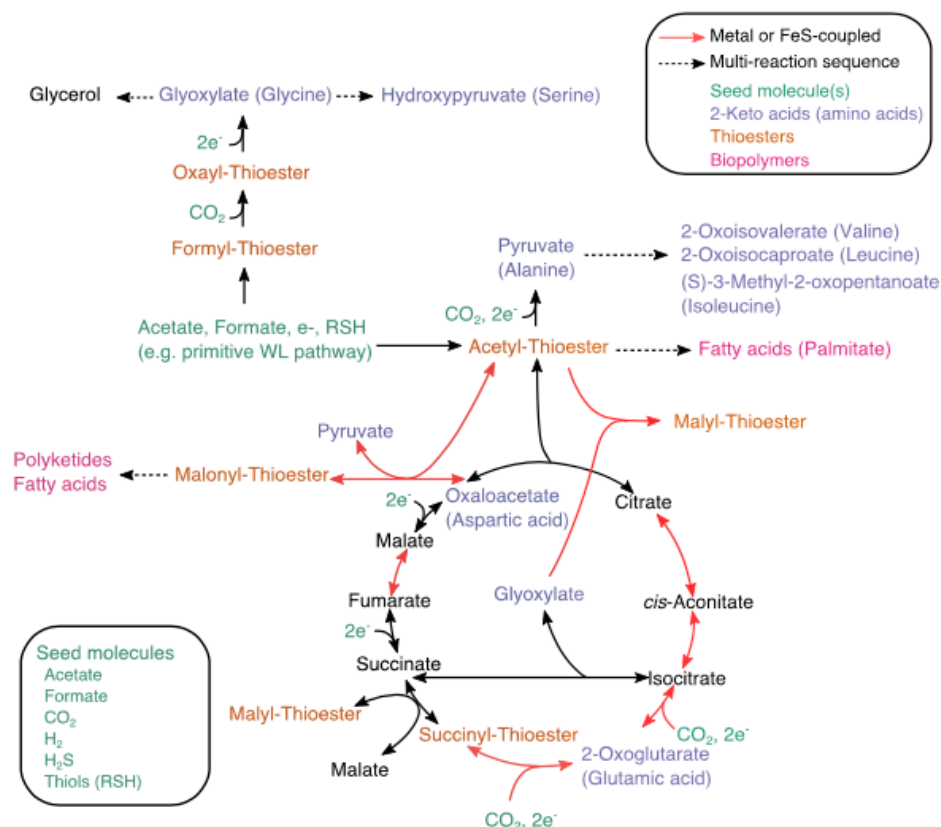 Metal or FeS-coupled
Multi-reaction sequence
Seed molecule(s)
2-Keto acids (amino acids)
Thioesters
Biopolymers
Glycerol
Glyoxylate (Glycine)
Hydroxypyruvate (Serine)
2e-
Oxayl-Thioester
CO2
Formyl-Thioester
Acetate, Formate, e-, RSH
(e.g. primitive WL pathway)
Pyruvate
(Alanine)
2-Oxoisovalerate (Valine)
2-Oxoisocaproate (Leucine)
(S)-3-Methyl-2-oxopentanoate
(Isoleucine)
CO2, 2e-
Acetyl-Thioester
Fatty acids (Palmitate)
Malyl-Thioester
Pyruvate
Polyketides
Fatty acids
Malonyl-Thioester
Oxaloacetate
(Aspartic acid)
2e-
Citrate
Malate
Fumarate
Glyoxylate
cis-Aconitate
2e-
Succinate
Isocitrate
Malyl-Thioester
Succinyl-Thioester
CO2, 2e-
Malate
2-Oxoglutarate
(Glutamic acid)
CO2, 2e-
Seed molecules
Acetate
Formate
CO2
H2
H2S
Thiols (RSH)